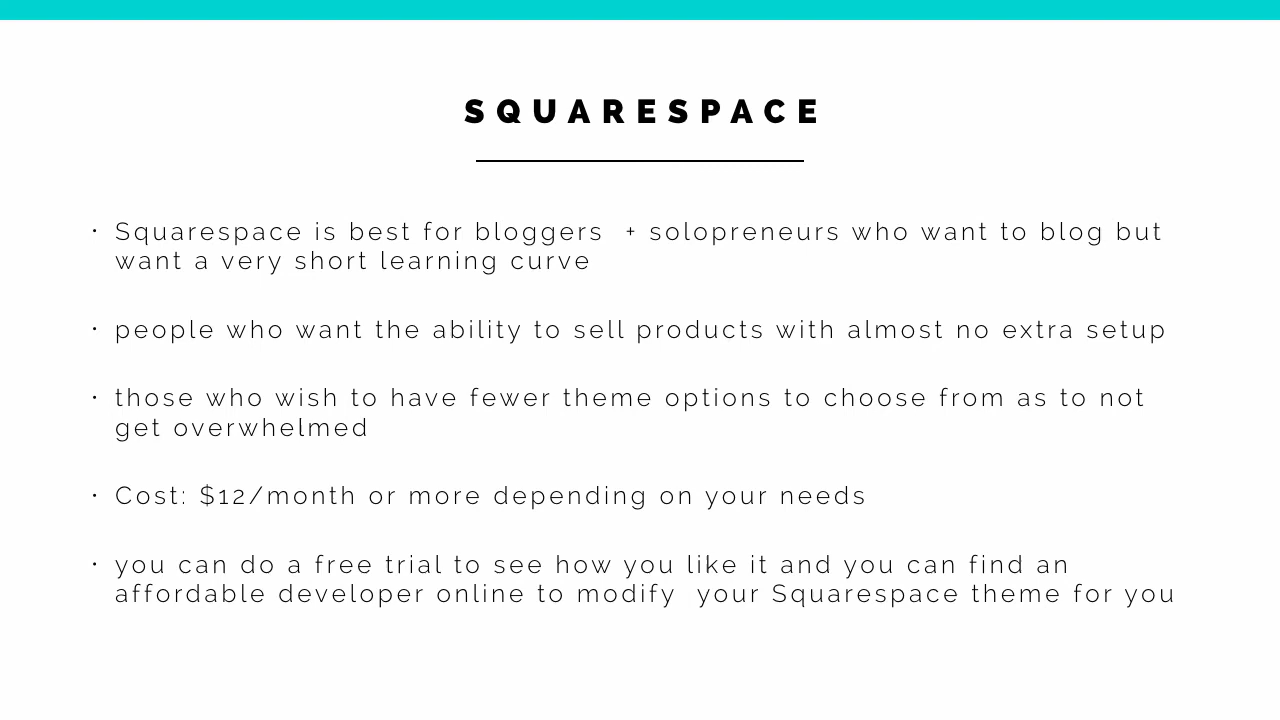 SQUARESPACE
• Squarespace is best for bloggers  + solopreneurs who want to blog but
want a very short learning curve
• people who want the ability to sell products with almost no extra setup
• those who wish to have fewer theme options to choose from as to not
get overwhelmed
• Cost: $12/month or more depending on your needs
• you can do a free trial to see how you like it and you can find an
affordable developer online to modify  your Squarespace theme for you